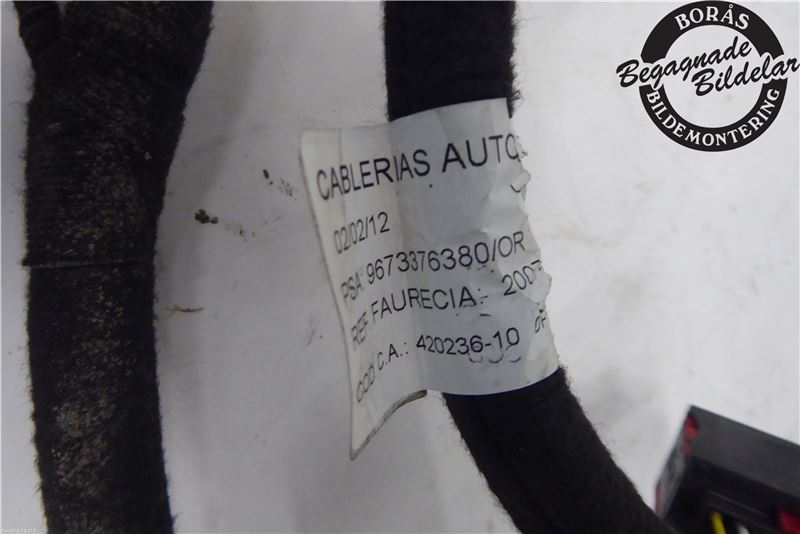 BORÅS
Begagnade
Bildelar
BILDEMONTERING
CABLERIAS AUTO
02/02/12
PSA: 9673376380/OR
REF. FAURECIA: 2007
COD C.A.: 420236-10